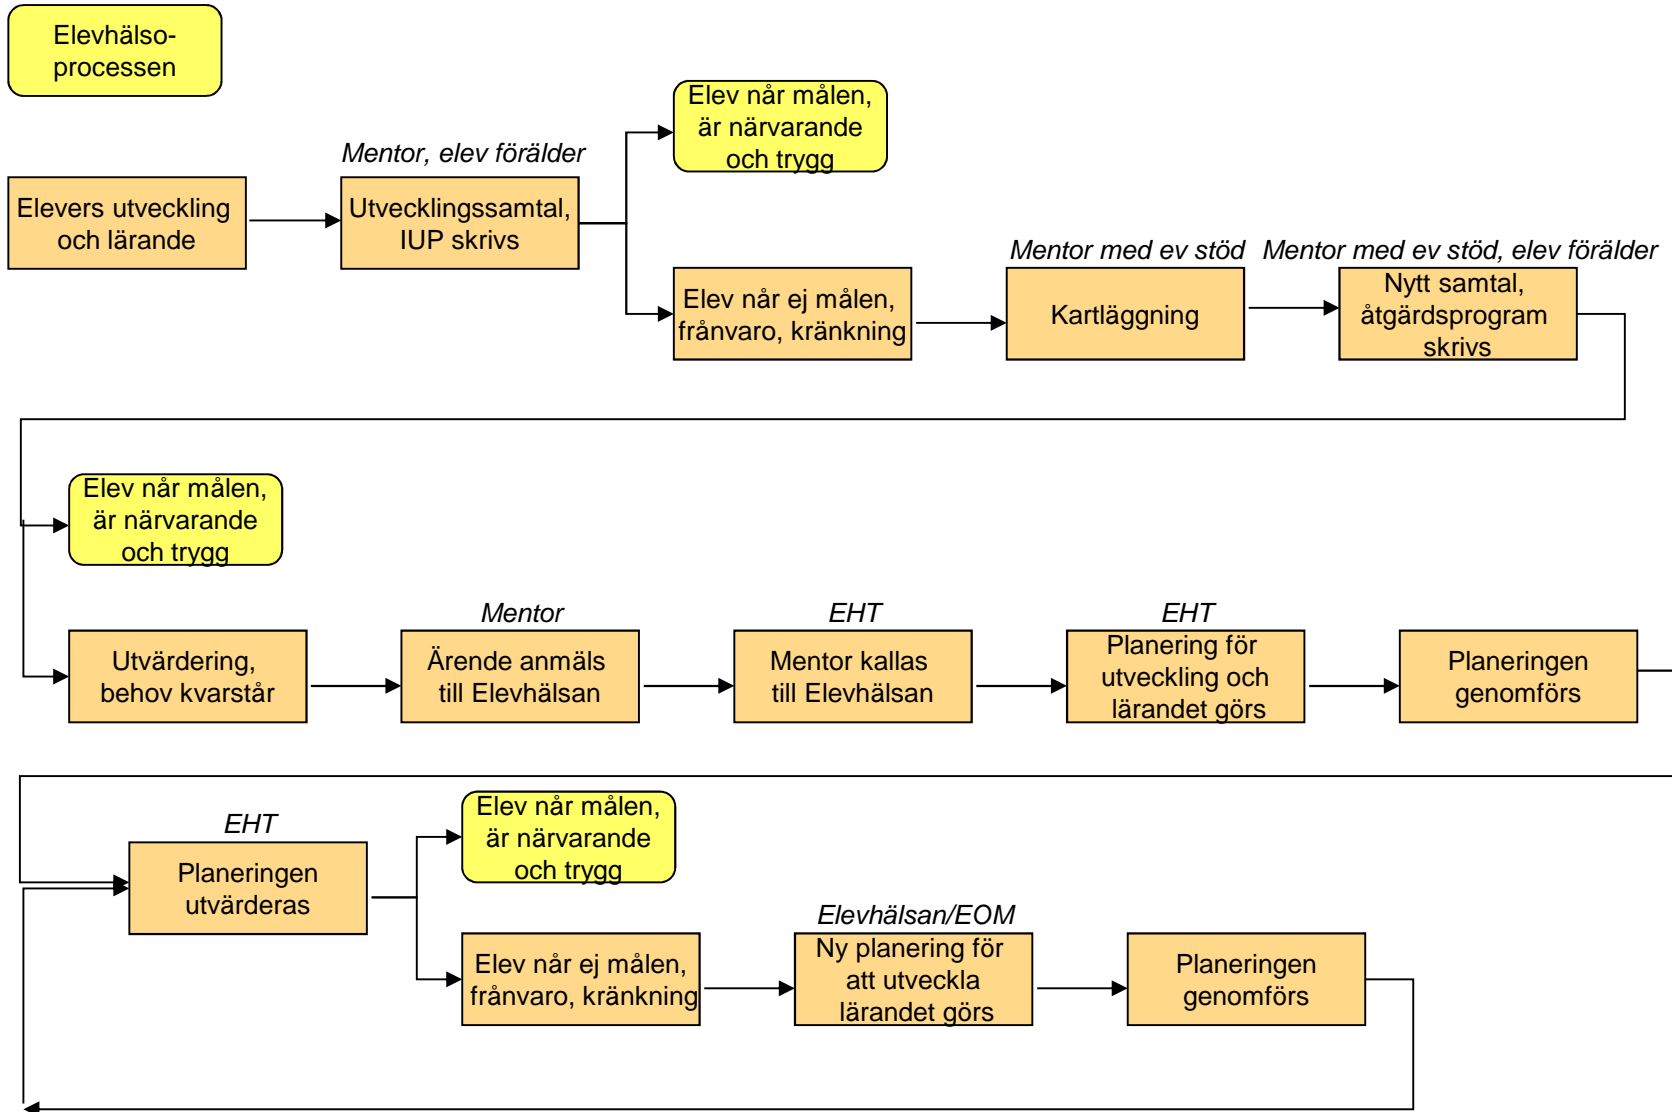 Elevhälso-
processen
Elev når målen,
är närvarande
och trygg
Mentor, elev förälder
Elevers utveckling
och lärande
Utvecklingssamtal,
IUP skrivs
Elev når ej målen,
frånvaro, kränkning
Mentor med ev stöd
Kartläggning
Mentor med ev stöd, elev förälder
Nytt samtal,
åtgärdsprogram
skrivs
Elev når målen,
är närvarande
och trygg
Utvärdering,
behov kvarstår
Mentor
Ärende anmäls
till Elevhälsan
EHT
Mentor kallas
till Elevhälsan
EHT
Planering för
utveckling och
lärandet görs
Planeringen
genomförs
EHT
Planeringen
utvärderas
Elev når målen,
är närvarande
och trygg
Elev når ej målen,
frånvaro, kränkning
Elevhälsan/EOM
Ny planering för
att utveckla
lärandet görs
Planeringen
genomförs